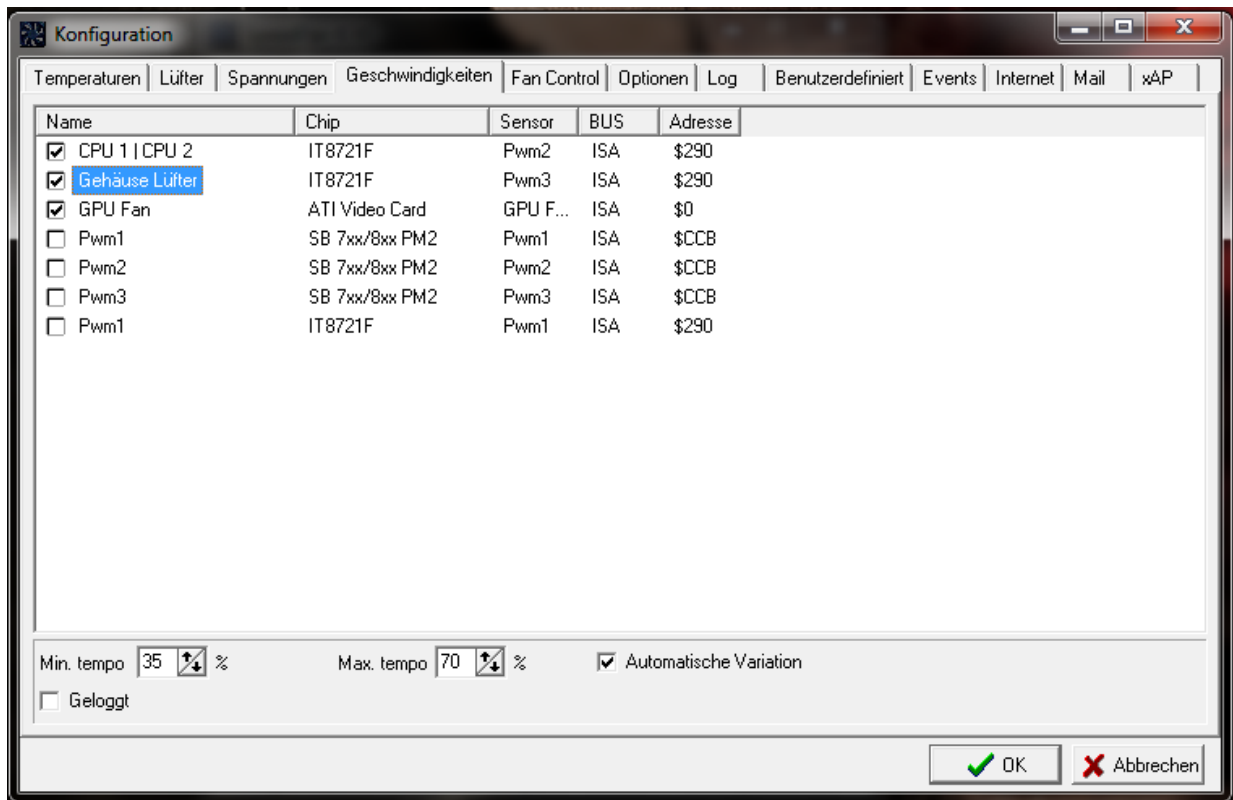 Konfiguration
Temperaturen Lüfter Spannungen Geschwindigkeiten Fan Control Optionen Log Benutzerdefiniert Events Internet Mail xAP
Name Chip Sensor BUS Adresse
CPU 1 | CPU 2 IT8721F Pwm2 ISA $290
Gehäuse Lüfter IT8721F Pwm3 ISA $290
GPU Fan ATI Video Card GPU F... ISA $0
Pwm1 SB 7xx/8xx PM2 Pwm1 ISA $CCB
Pwm2 SB 7xx/8xx PM2 Pwm2 ISA $CCB
Pwm3 SB 7xx/8xx PM2 Pwm3 ISA $CCB
Pwm1 IT8721F Pwm1 ISA $290
Min. tempo 35 % Max. tempo 70 % Automatische Variation
Geloggt
OK Abbrechen